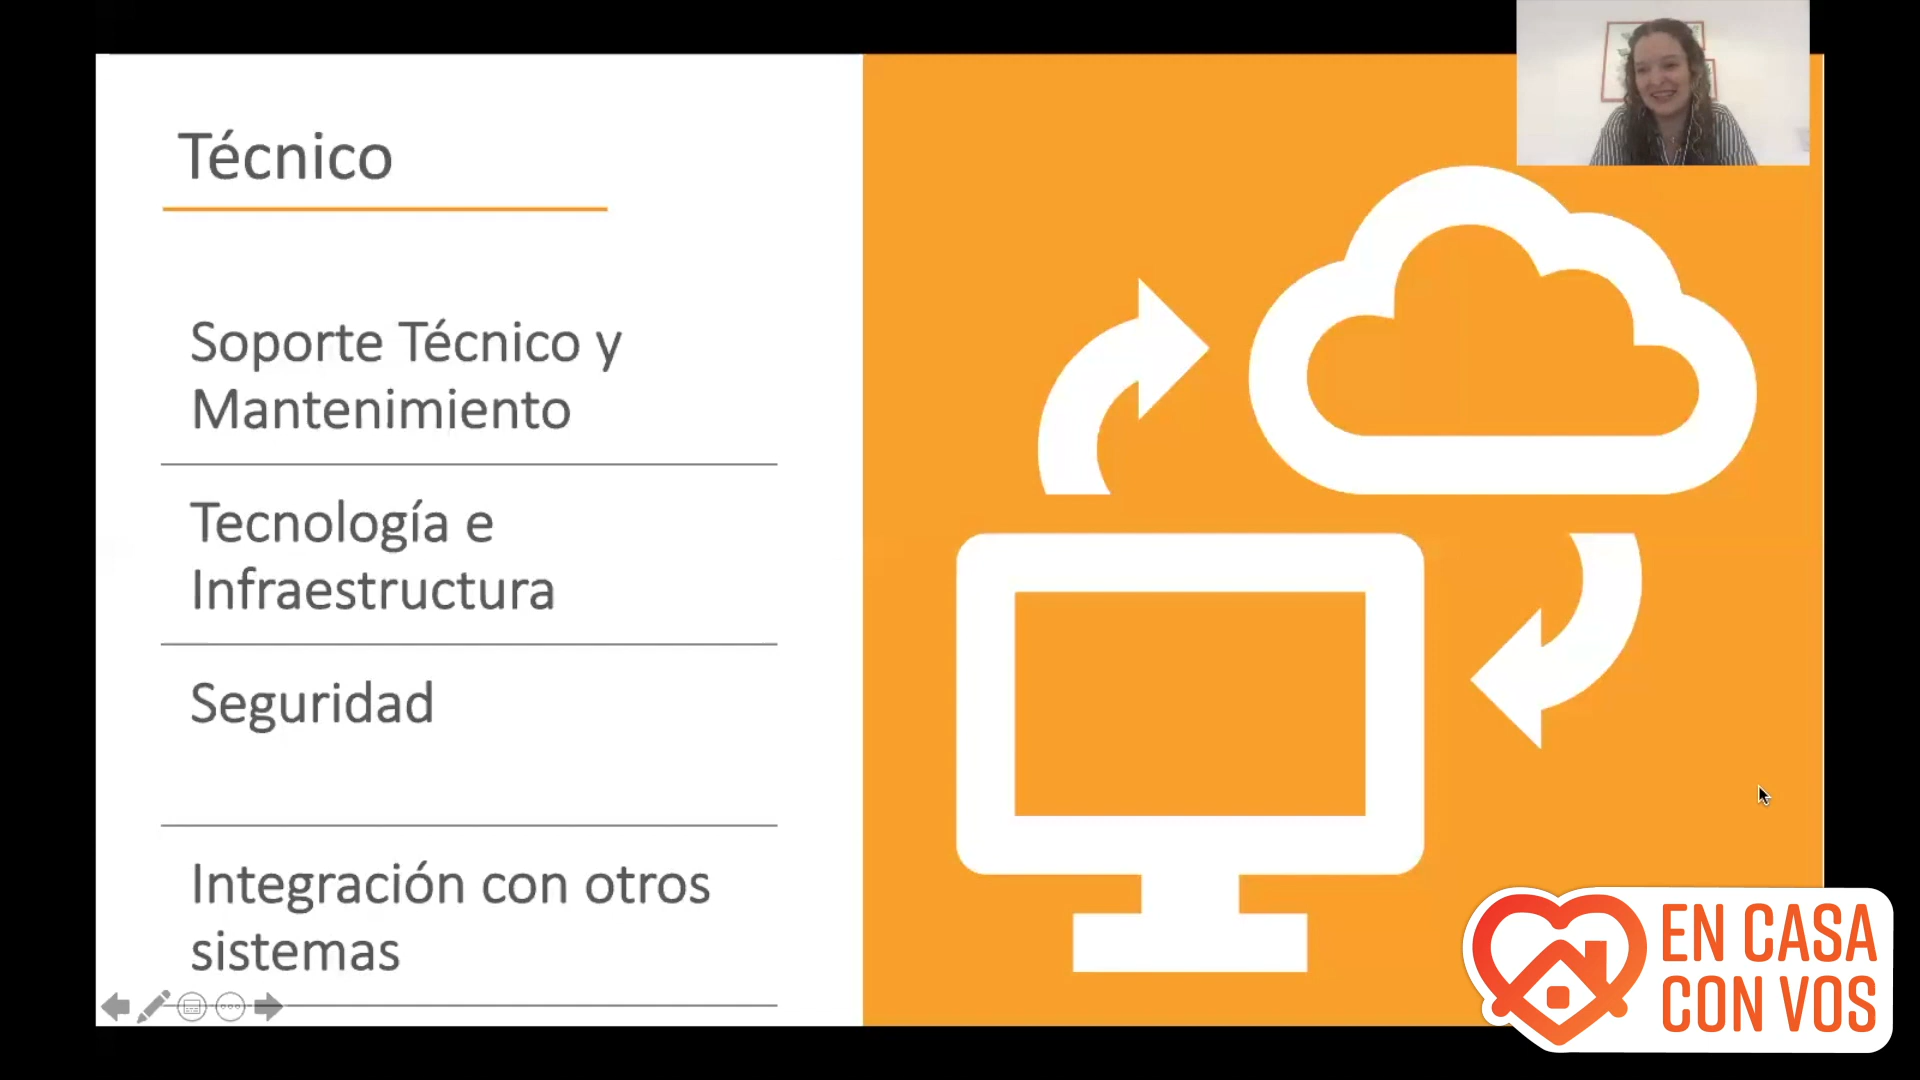 Técnico
Soporte Técnico y
Mantenimiento
Tecnología e
Infraestructura
Seguridad
Integración con otros
sistemas
EN CASA
CON VOS